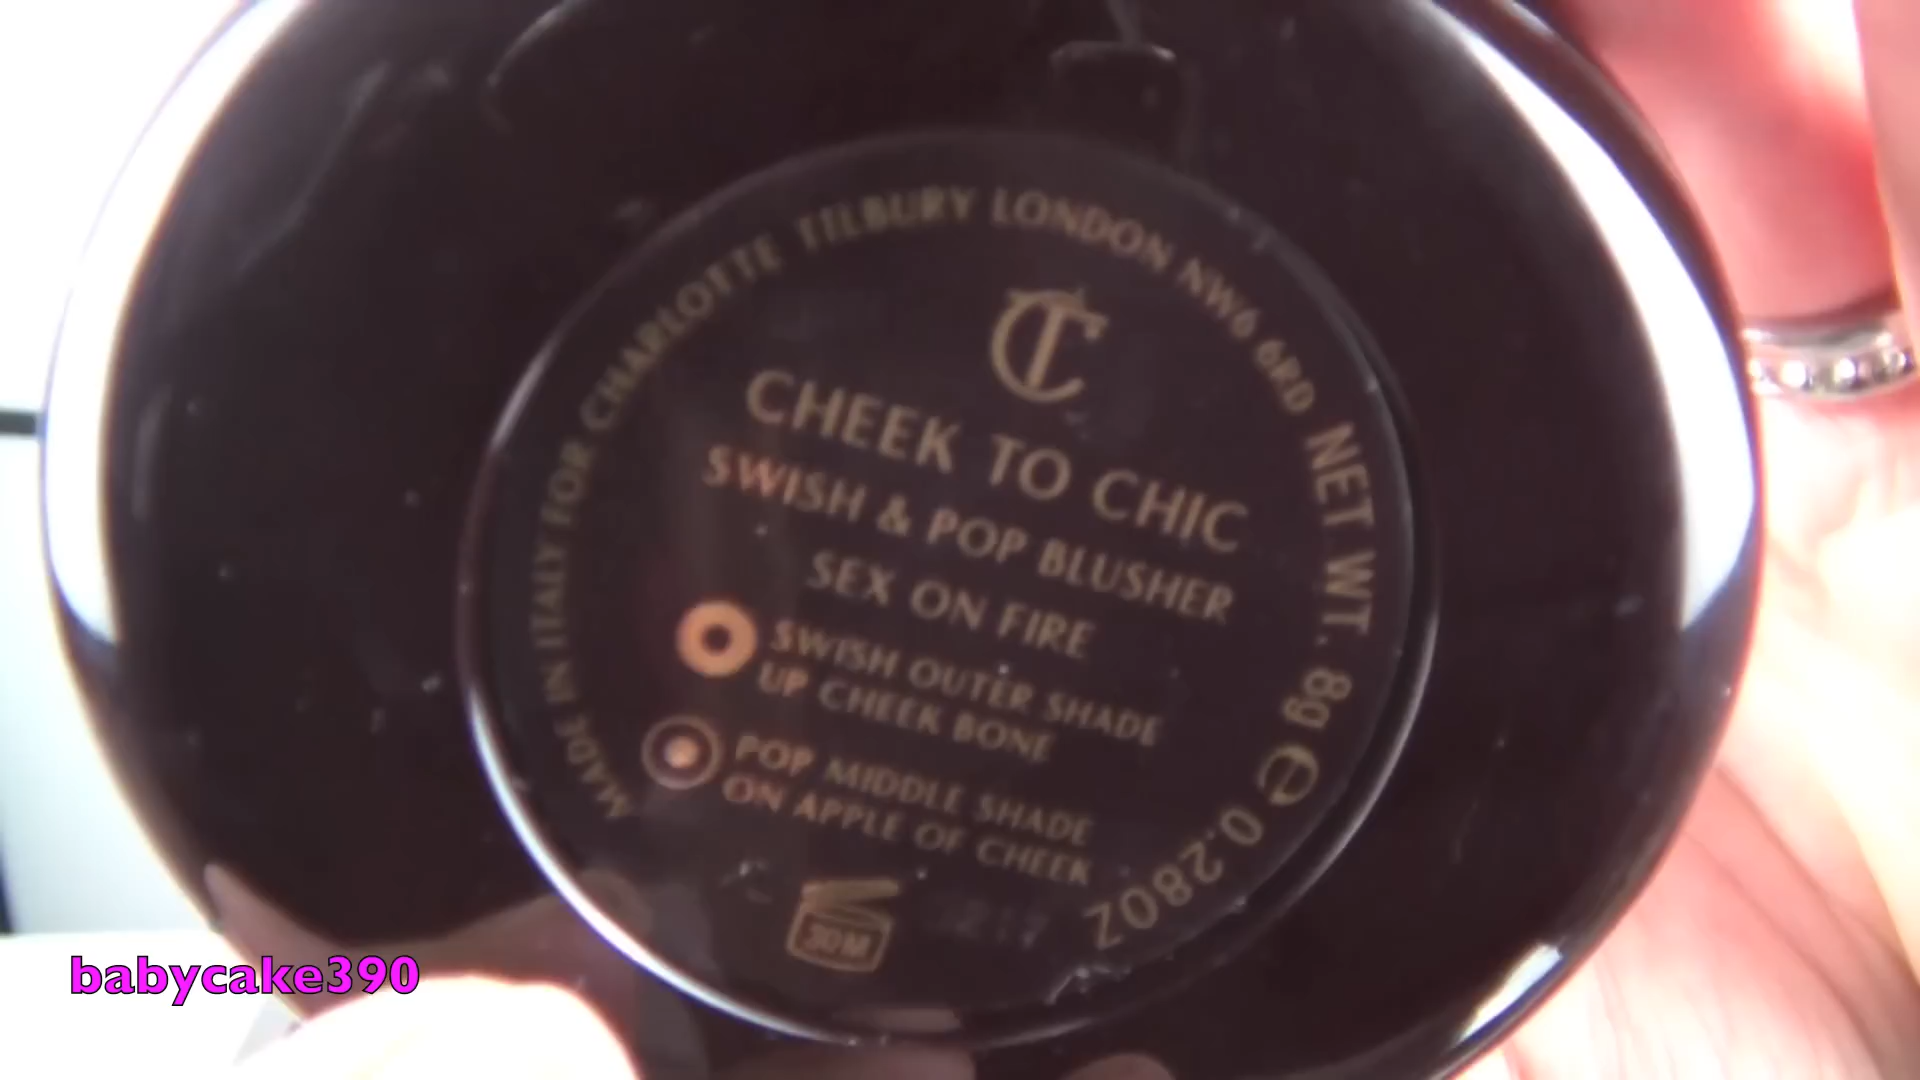 MADE IN ITALY FOR CHARLOTTE TILBURY LONDON NW6 6RD NET WT. 8g ℮ 0.28OZ
CT
CHEEK TO CHIC
SWISH & POP BLUSHER
SEX ON FIRE
SWISH OUTER SHADE
UP CHEEK BONE
POP MIDDLE SHADE
ON APPLE OF CHEEK
30M
babycake390